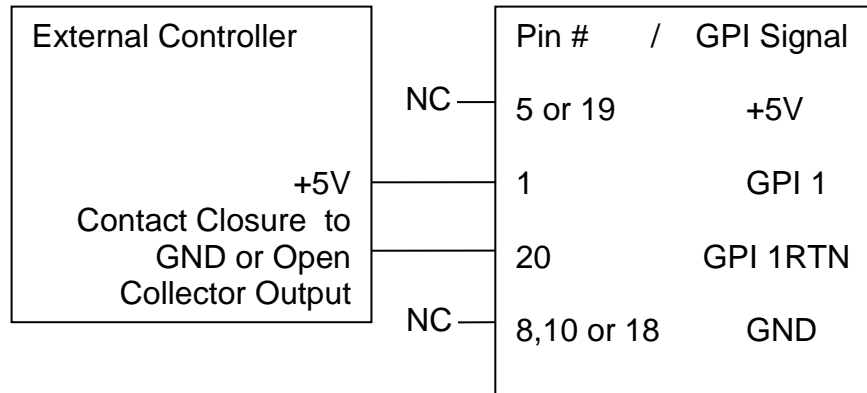 External Controller
+5V
Contact Closure to
GND or Open
Collector Output
Pin # / GPI Signal
NC
5 or 19 +5V
1 GPI 1
20 GPI 1RTN
NC
8,10 or 18 GND